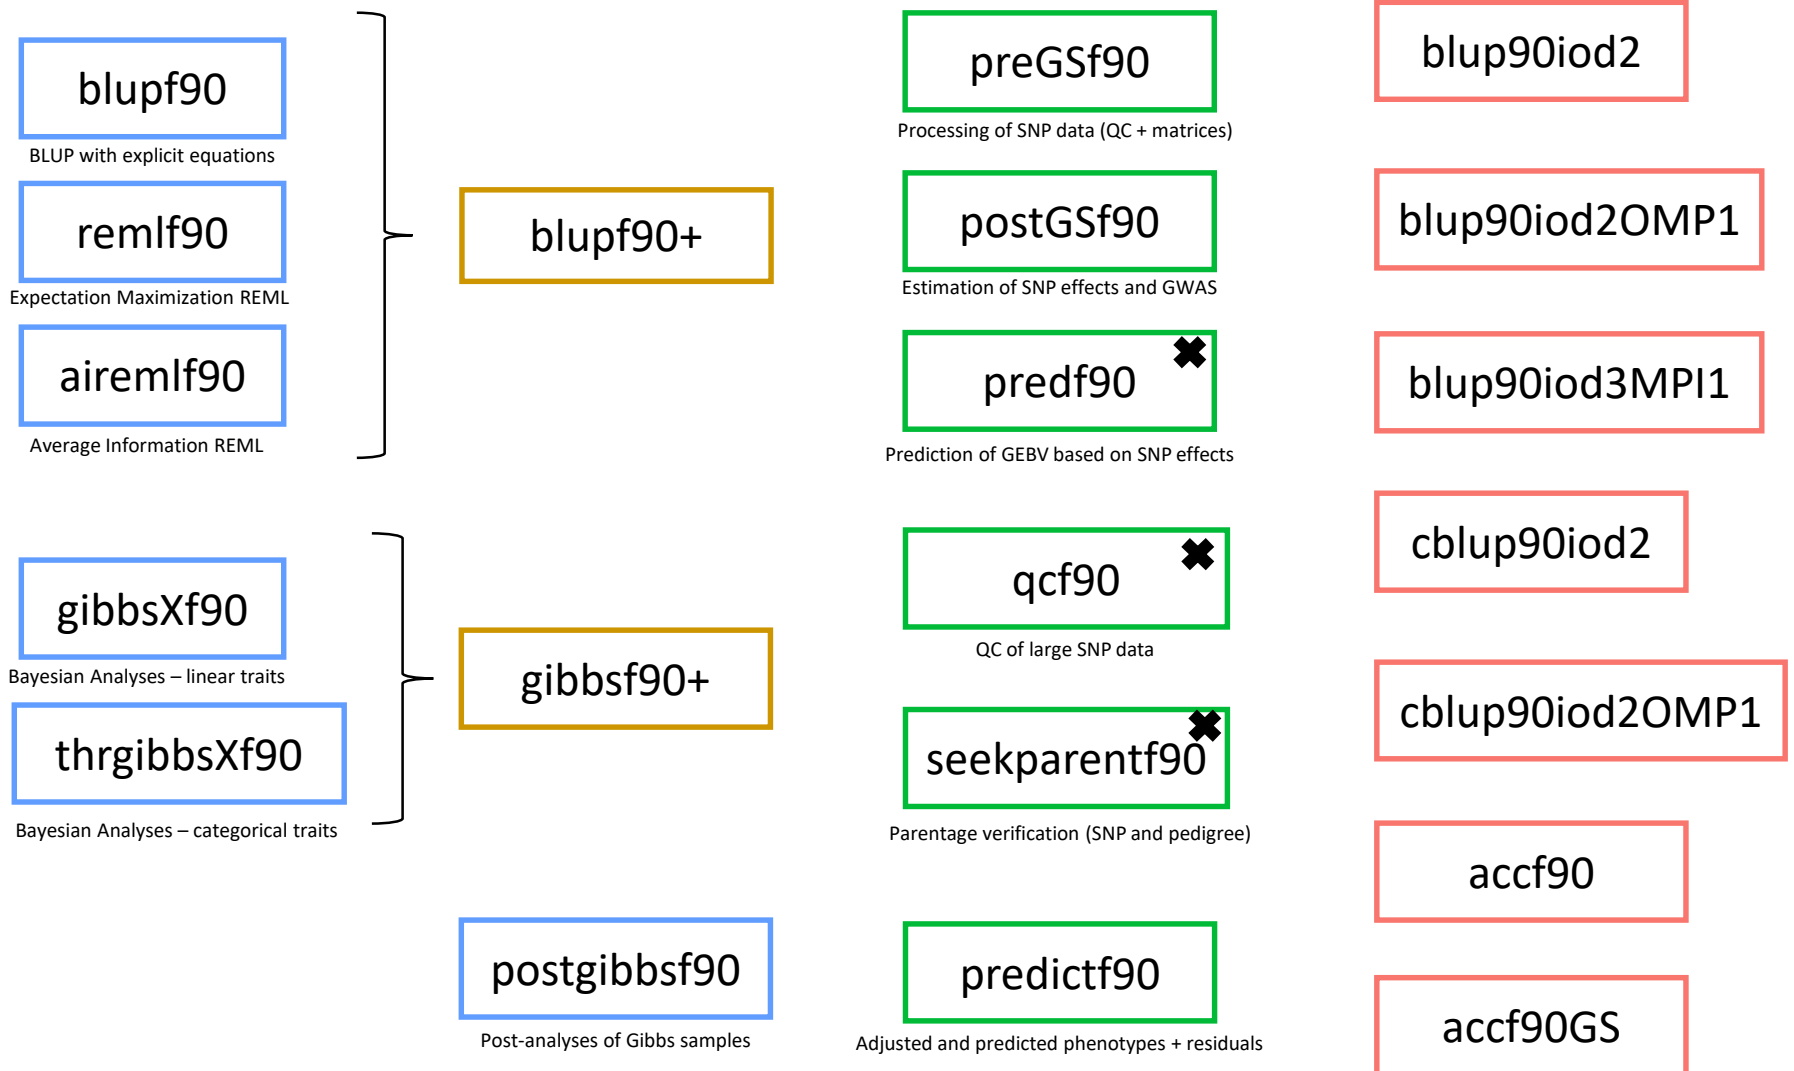 blupf90
BLUP with explicit equations
remlf90
Expectation Maximization REML
airemlf90
Average Information REML
gibbsXf90
Bayesian Analyses – linear traits
thrgibbsXf90
Bayesian Analyses – categorical traits
blupf90+
gibbsf90+
postgibbsf90
Post-analyses of Gibbs samples
preGSf90
Processing of SNP data (QC + matrices)
postGSf90
Estimation of SNP effects and GWAS
predf90
Prediction of GEBV based on SNP effects
qcf90
QC of large SNP data
seekparentf90
Parentage verification (SNP and pedigree)
predictf90
Adjusted and predicted phenotypes + residuals
blup90iod2
blup90iod2OMP1
blup90iod3MPI1
cblup90iod2
cblup90iod2OMP1
accf90
accf90GS